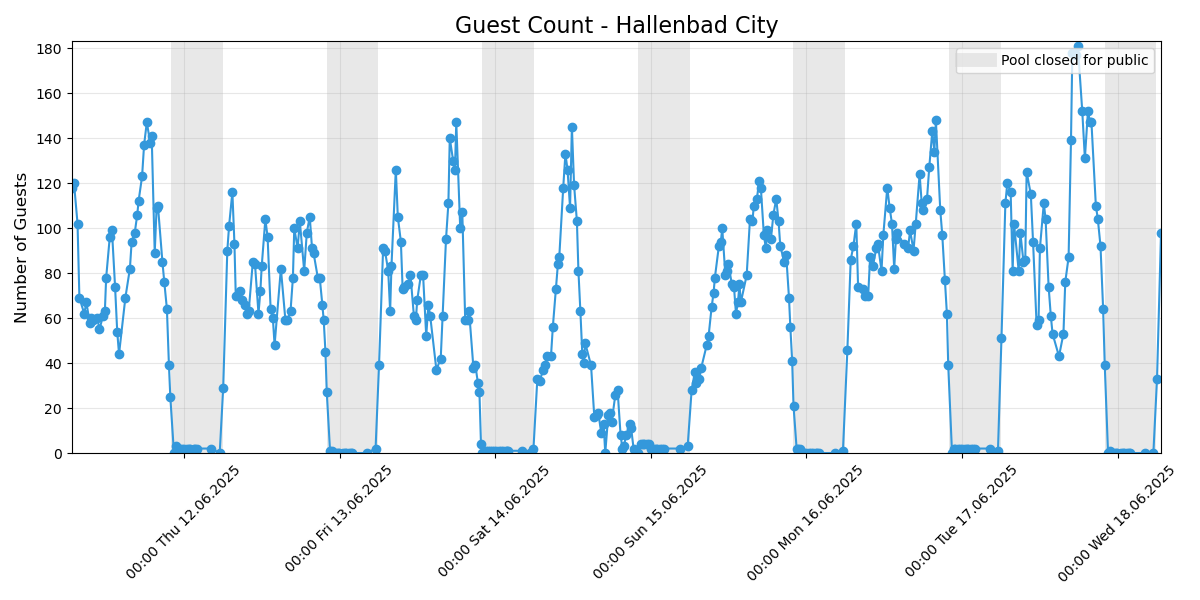 Guest Count - Hallenbad City
Number of Guests
180
160
140
120
100
80
60
40
20
0
Pool closed for public
00:00 Thu 12.06.2025
00:00 Fri 13.06.2025
00:00 Sat 14.06.2025
00:00 Sun 15.06.2025
00:00 Mon 16.06.2025
00:00 Tue 17.06.2025
00:00 Wed 18.06.2025